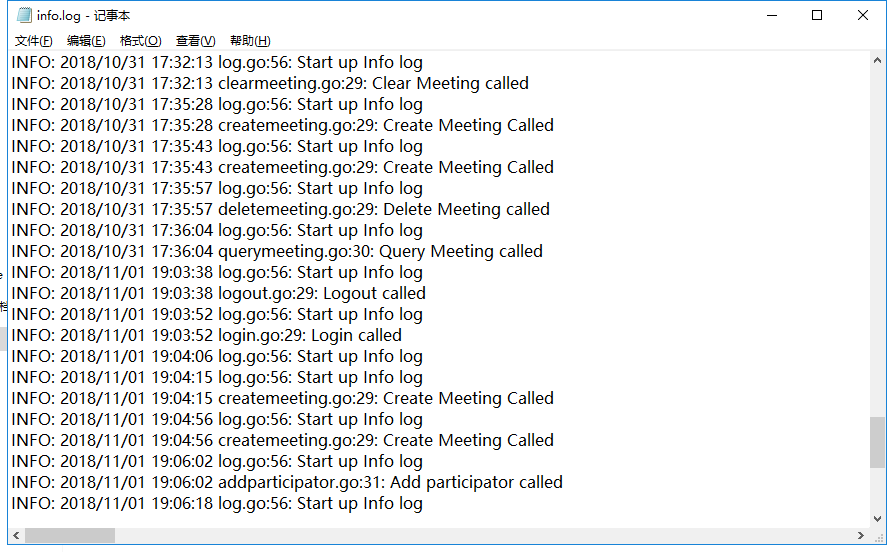 info.log - 记事本
文件(F) 编辑(E) 格式(O) 查看(V) 帮助(H)
INFO: 2018/10/31 17:32:13 log.go:56: Start up Info log
INFO: 2018/10/31 17:32:13 clearmeeting.go:29: Clear Meeting called
INFO: 2018/10/31 17:35:28 log.go:56: Start up Info log
INFO: 2018/10/31 17:35:28 createmeeting.go:29: Create Meeting Called
INFO: 2018/10/31 17:35:43 log.go:56: Start up Info log
INFO: 2018/10/31 17:35:43 createmeeting.go:29: Create Meeting Called
INFO: 2018/10/31 17:35:57 log.go:56: Start up Info log
INFO: 2018/10/31 17:35:57 deletemeeting.go:29: Delete Meeting called
INFO: 2018/10/31 17:36:04 log.go:56: Start up Info log
INFO: 2018/10/31 17:36:04 querymeeting.go:30: Query Meeting called
INFO: 2018/11/01 19:03:38 log.go:56: Start up Info log
INFO: 2018/11/01 19:03:38 logout.go:29: Logout called
INFO: 2018/11/01 19:03:52 log.go:56: Start up Info log
INFO: 2018/11/01 19:03:52 login.go:29: Login called
INFO: 2018/11/01 19:04:06 log.go:56: Start up Info log
INFO: 2018/11/01 19:04:15 log.go:56: Start up Info log
INFO: 2018/11/01 19:04:15 createmeeting.go:29: Create Meeting Called
INFO: 2018/11/01 19:04:56 log.go:56: Start up Info log
INFO: 2018/11/01 19:04:56 createmeeting.go:29: Create Meeting Called
INFO: 2018/11/01 19:06:02 log.go:56: Start up Info log
INFO: 2018/11/01 19:06:02 addparticipator.go:31: Add participator called
INFO: 2018/11/01 19:06:18 log.go:56: Start up Info log